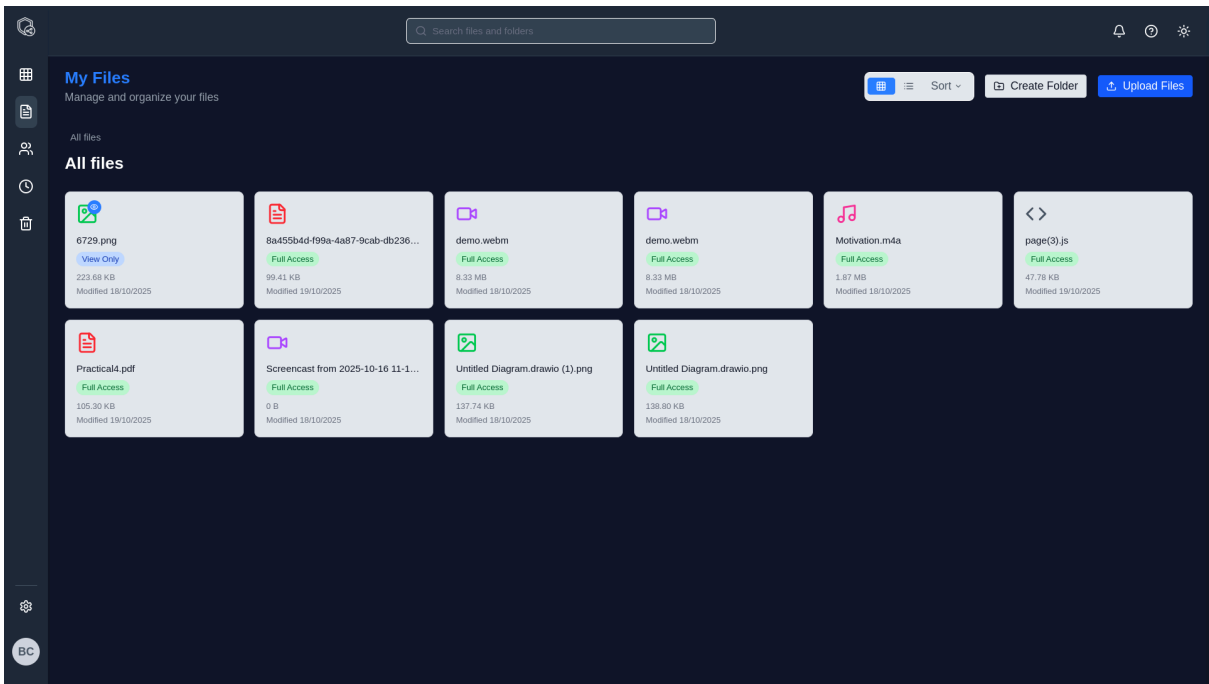 Search files and folders
My Files
Manage and organize your files
Sort
Create Folder
Upload Files
All files
All files
6729.png
View Only
223.68 KB
Modified 18/10/2025
8a455b4d-f99a-4a87-9cab-db236...
Full Access
99.41 KB
Modified 19/10/2025
demo.webm
Full Access
8.33 MB
Modified 18/10/2025
demo.webm
Full Access
8.33 MB
Modified 18/10/2025
Motivation.m4a
Full Access
1.87 MB
Modified 18/10/2025
page(3).js
Full Access
47.78 KB
Modified 19/10/2025
Practical4.pdf
Full Access
105.30 KB
Modified 19/10/2025
Screencast from 2025-10-16 11-1...
Full Access
0 B
Modified 18/10/2025
Untitled Diagram.drawio (1).png
Full Access
137.74 KB
Modified 18/10/2025
Untitled Diagram.drawio.png
Full Access
138.80 KB
Modified 18/10/2025
BC